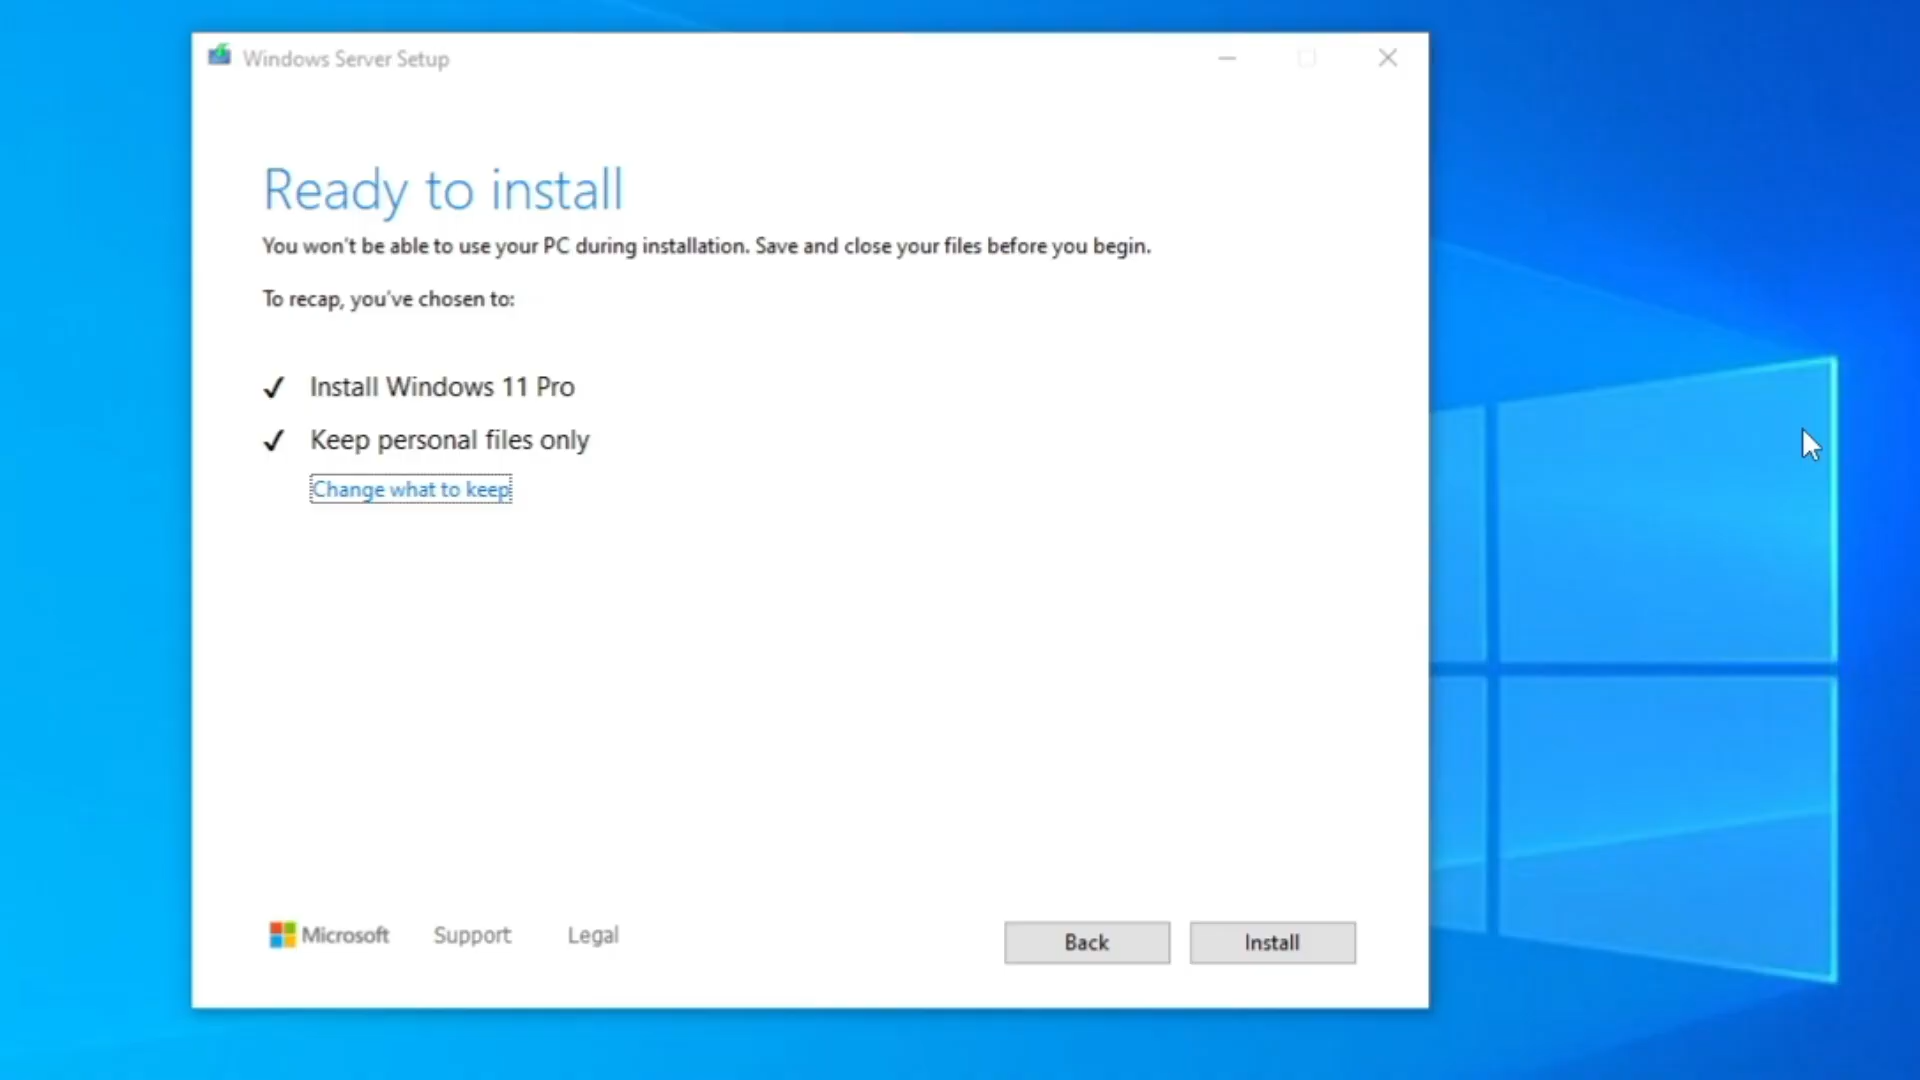 Windows Server Setup
Ready to install
You won't be able to use your PC during installation. Save and close your files before you begin.
To recap, you've chosen to:
Install Windows 11 Pro
Keep personal files only
Change what to keep
Microsoft Support Legal
Back Install